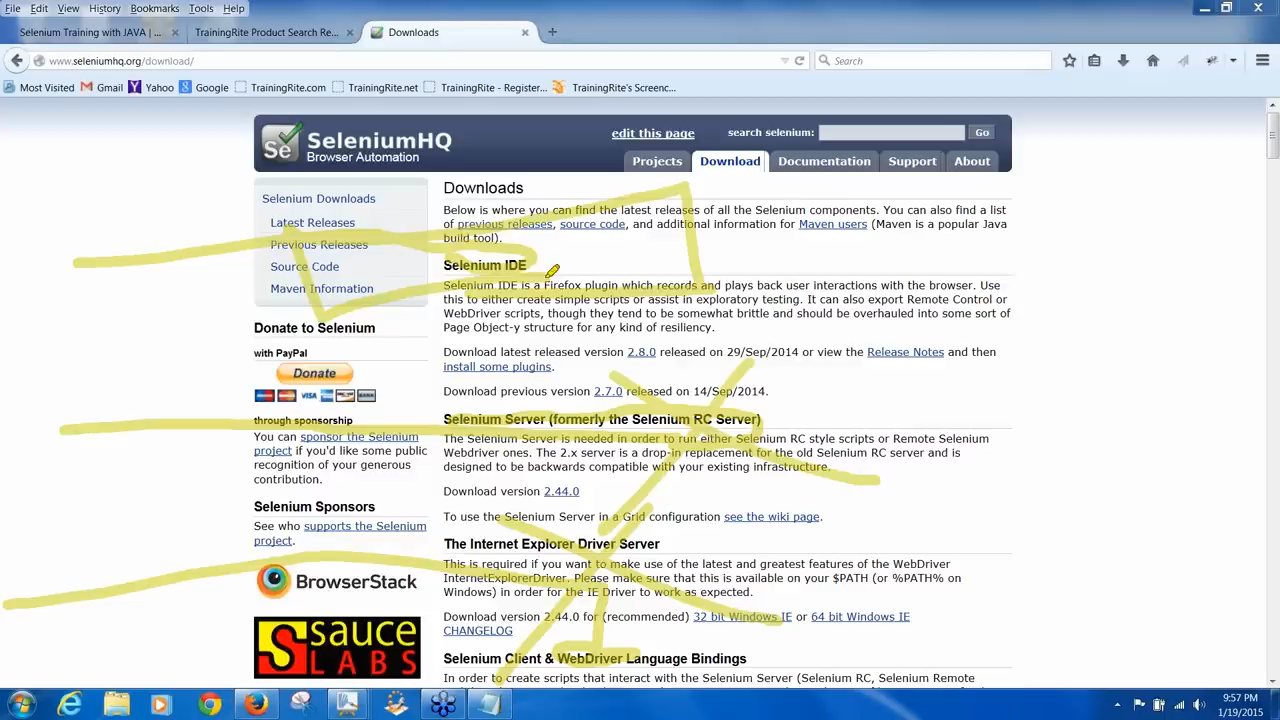 File Edit View History Bookmarks Tools Help
Selenium Training with JAVA | ... × TrainingRite Product Search Re... × Downloads × +
www.seleniumhq.org/download/ Search
Most Visited Gmail Yahoo Google TrainingRite.com TrainingRite.net TrainingRite - Register... TrainingRite's Screenc...
Se SeleniumHQ
Browser Automation
edit this page search selenium: Go
Projects Download Documentation Support About
Selenium Downloads
Latest Releases
Previous Releases
Source Code
Maven Information
Donate to Selenium
with PayPal
Donate
VISA
through sponsorship
You can sponsor the Selenium
project if you'd like some public
recognition of your generous
contribution.
Selenium Sponsors
See who supports the Selenium
project.
BrowserStack
sauce
LABS
Downloads
Below is where you can find the latest releases of all the Selenium components. You can also find a list
of previous releases, source code, and additional information for Maven users (Maven is a popular Java
build tool).
Selenium IDE
Selenium IDE is a Firefox plugin which records and plays back user interactions with the browser. Use
this to either create simple scripts or assist in exploratory testing. It can also export Remote Control or
WebDriver scripts, though they tend to be somewhat brittle and should be overhauled into some sort of
Page Object-y structure for any kind of resiliency.
Download latest released version 2.8.0 released on 29/Sep/2014 or view the Release Notes and then
install some plugins.
Download previous version 2.7.0 released on 14/Sep/2014.
Selenium Server (formerly the Selenium RC Server)
The Selenium Server is needed in order to run either Selenium RC style scripts or Remote Selenium
Webdriver ones. The 2.x server is a drop-in replacement for the old Selenium RC server and is
designed to be backwards compatible with your existing infrastructure.
Download version 2.44.0
To use the Selenium Server in a Grid configuration see the wiki page.
The Internet Explorer Driver Server
This is required if you want to make use of the latest and greatest features of the WebDriver
InternetExplorerDriver. Please make sure that this is available on your $PATH (or %PATH% on
Windows) in order for the IE Driver to work as expected.
Download version 2.44.0 for (recommended) 32 bit Windows IE or 64 bit Windows IE
CHANGELOG
Selenium Client & WebDriver Language Bindings
In order to create scripts that interact with the Selenium Server (Selenium RC, Selenium Remote
9:57 PM
1/19/2015